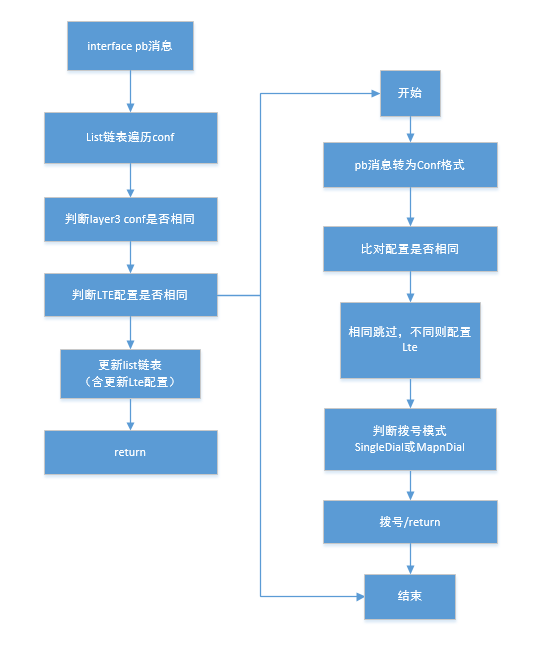 interface pb消息
List链表遍历conf
判断layer3 conf是否相同
判断LTE配置是否相同
更新list链表
（含更新Lte配置）
return
开始
pb消息转为Conf格式
比对配置是否相同
相同跳过，不同则配置
Lte
判断拨号模式
SingleDial或MapnDial
拨号/return
结束